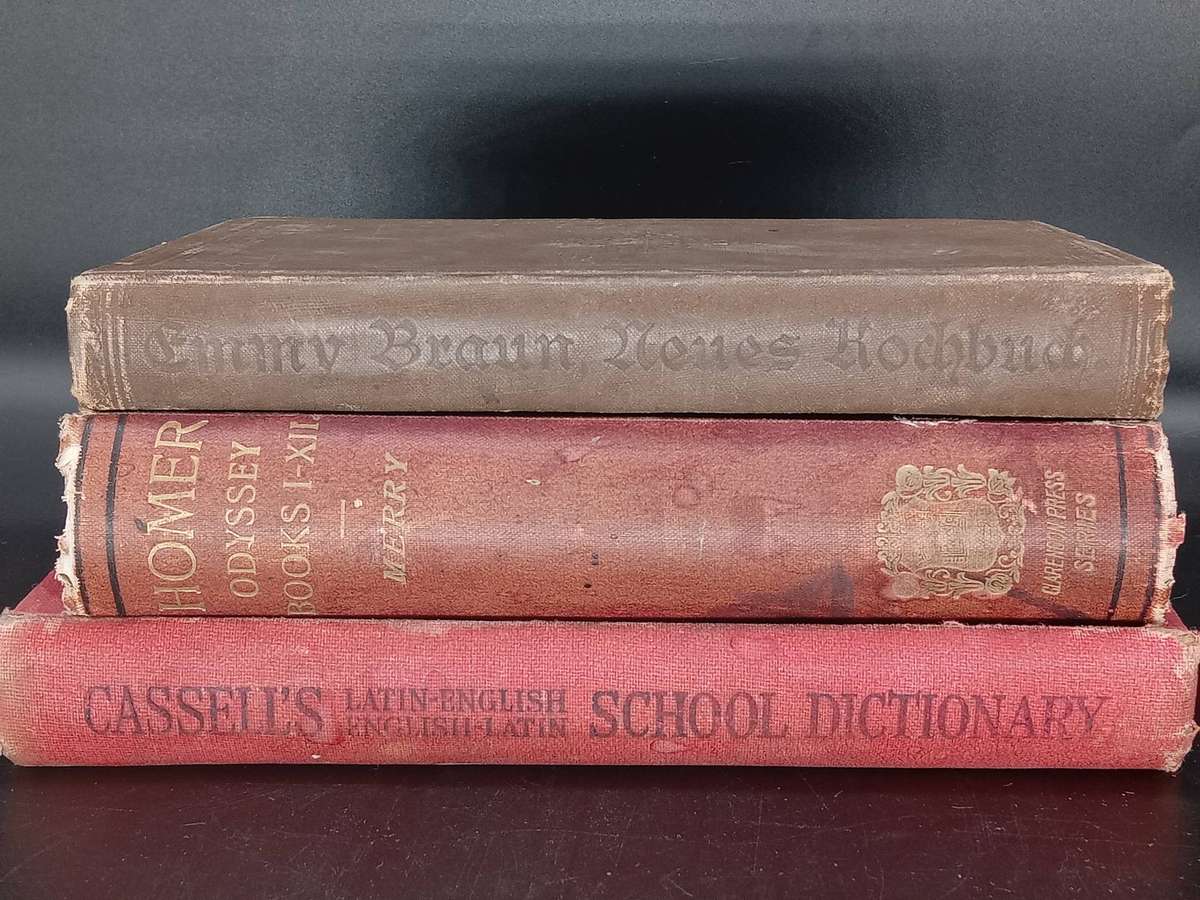 Emmy Braun, Neues Kochbuch
HOMER
ODYSSEY
BOOKS I-XII
MERRY
CLARENDON PRESS
SERIES
CASSELL'S LATIN-ENGLISH ENGLISH-LATIN SCHOOL DICTIONARY